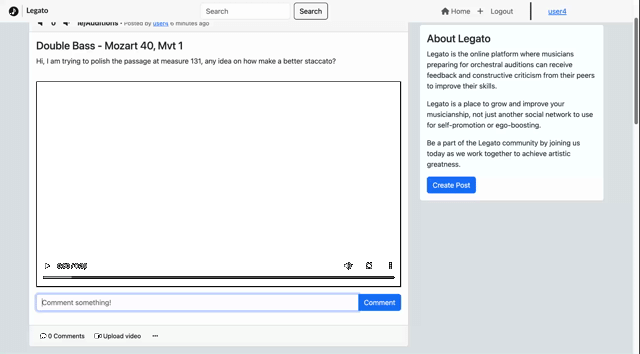 Legato
Search
Search
Home
+ Logout
user4
0
/ejAuditions • Posted by user4 6 minutes ago
Double Bass - Mozart 40, Mvt 1
Hi, I am trying to polish the passage at measure 131, any idea on how make a better staccato?
Comment something!
Comment
0 Comments
Upload video
About Legato
Legato is the online platform where musicians
preparing for orchestral auditions can receive
feedback and constructive criticism from their peers
to improve their skills.
Legato is a place to grow and improve your
musicianship, not just another social network to use
for self-promotion or ego-boosting.
Be a part of the Legato community by joining us
today as we work together to achieve artistic
greatness.
Create Post